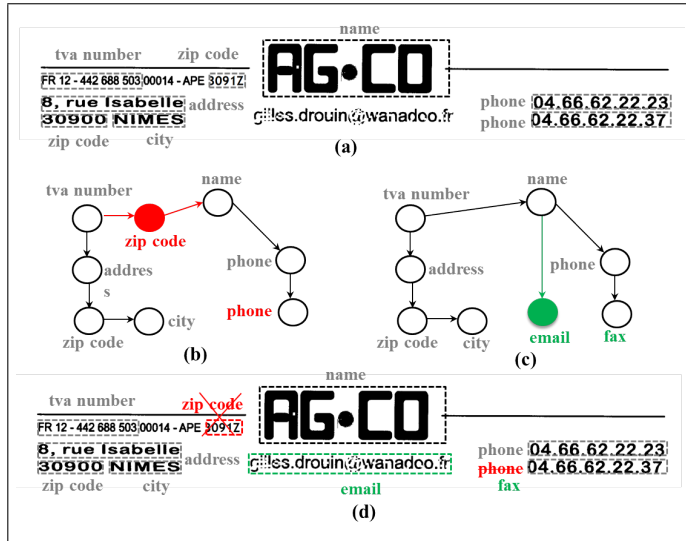 name
tva number zip code
AG•CO
FR 12 - 442 688 503 00014 - APE 3091Z
8, rue Isabelle address
30900 NIMES
zip code city
gilles.drouin@wanadoo.fr
phone 04.66.62.22.23
phone 04.66.62.22.37
(a)
tva number
name
zip code
addres
s
phone
zip code
city
phone
(b)
tva number
name
address
phone
zip code
city
email
fax
(c)
name
tva number
zip code
AG•CO
FR 12 - 442 688 503 00014 - APE 3091Z
8, rue Isabelle
30900 NIMES address
zip code city
gilles.drouin@wanadoo.fr
email
phone 04.66.62.22.23
phone 04.66.62.22.37
fax
(d)